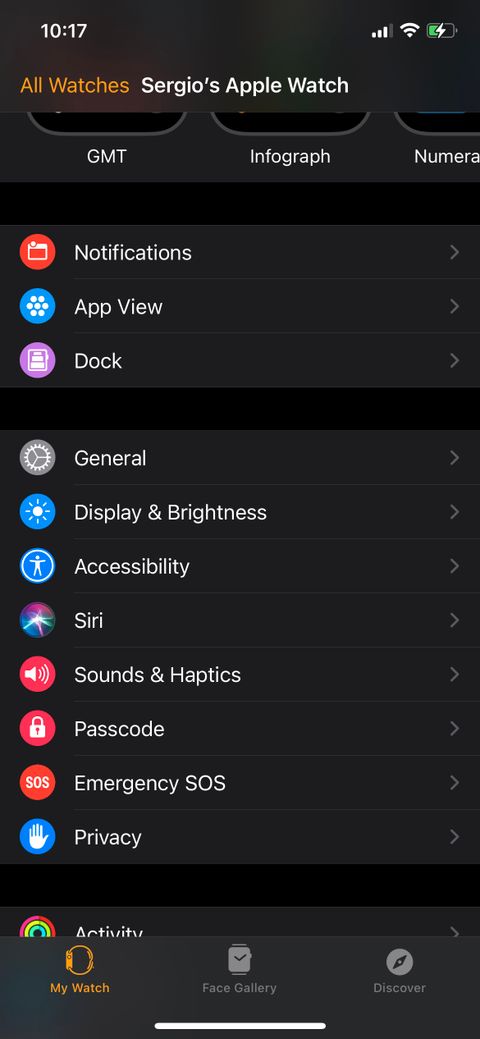 10:17
All Watches Sergio's Apple Watch
GMT Infograph Numera
Notifications
App View
Dock
General
Display & Brightness
Accessibility
Siri
Sounds & Haptics
Passcode
SOS Emergency SOS
Privacy
Activity
My Watch Face Gallery Discover